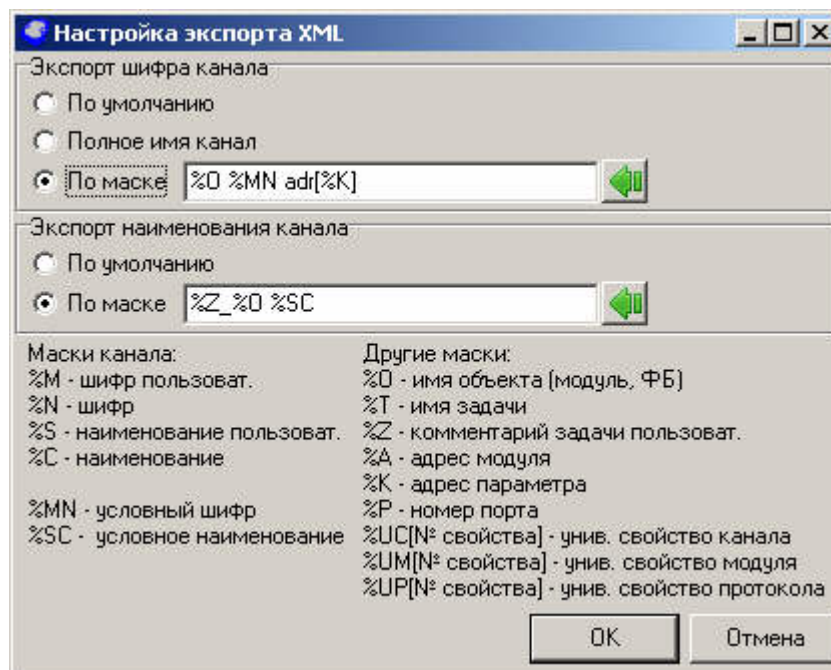 Настройка экспорта XML
Экспорт шифра канала
По умолчанию
Полное имя канал
По маске %O %MN adr[%K]
Экспорт наименования канала
По умолчанию
По маске %Z_%O %SC
Маски канала:
%M - шифр пользоват.
%N - шифр
%S - наименование пользоват.
%C - наименование
%MN - условный шифр
%SC - условное наименование
Другие маски:
%O - имя объекта (модуль, ФБ)
%T - имя задачи
%Z - комментарий задачи пользоват.
%A - адрес модуля
%K - адрес параметра
%P - номер порта
%UC[№ свойства] - унив. свойство канала
%UM[№ свойства] - унив. свойство модуля
%UP[№ свойства] - унив. свойство протокола
OK Отмена